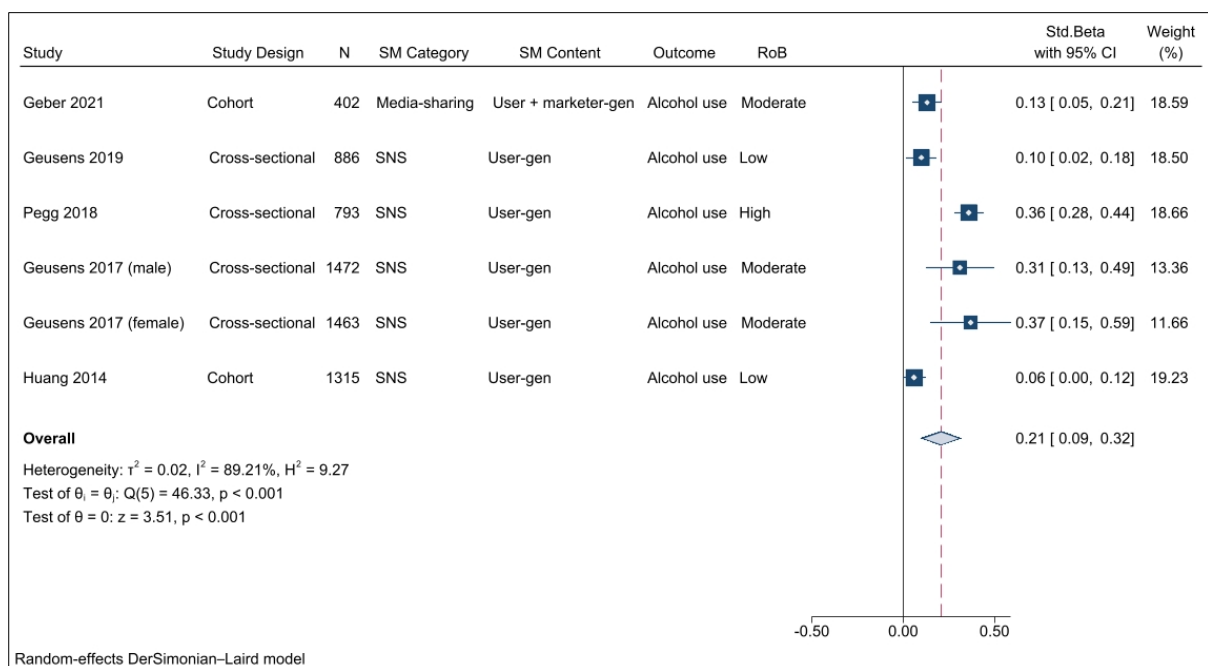 Study Study Design N SM Category SM Content Outcome RoB Std.Beta with 95% CI Weight (%)
Geber 2021 Cohort 402 Media-sharing User + marketer-gen Alcohol use Moderate 0.13 [ 0.05, 0.21] 18.59
Geusens 2019 Cross-sectional 886 SNS User-gen Alcohol use Low 0.10 [ 0.02, 0.18] 18.50
Pegg 2018 Cross-sectional 793 SNS User-gen Alcohol use High 0.36 [ 0.28, 0.44] 18.66
Geusens 2017 (male) Cross-sectional 1472 SNS User-gen Alcohol use Moderate 0.31 [ 0.13, 0.49] 13.36
Geusens 2017 (female) Cross-sectional 1463 SNS User-gen Alcohol use Moderate 0.37 [ 0.15, 0.59] 11.66
Huang 2014 Cohort 1315 SNS User-gen Alcohol use Low 0.06 [ 0.00, 0.12] 19.23
Overall 0.21 [ 0.09, 0.32]
Heterogeneity: τ² = 0.02, I² = 89.21%, H² = 9.27
Test of θᵢ = θⱼ: Q(5) = 46.33, p < 0.001
Test of θ = 0: z = 3.51, p < 0.001
-0.50 0.00 0.50
Random-effects DerSimonian–Laird model